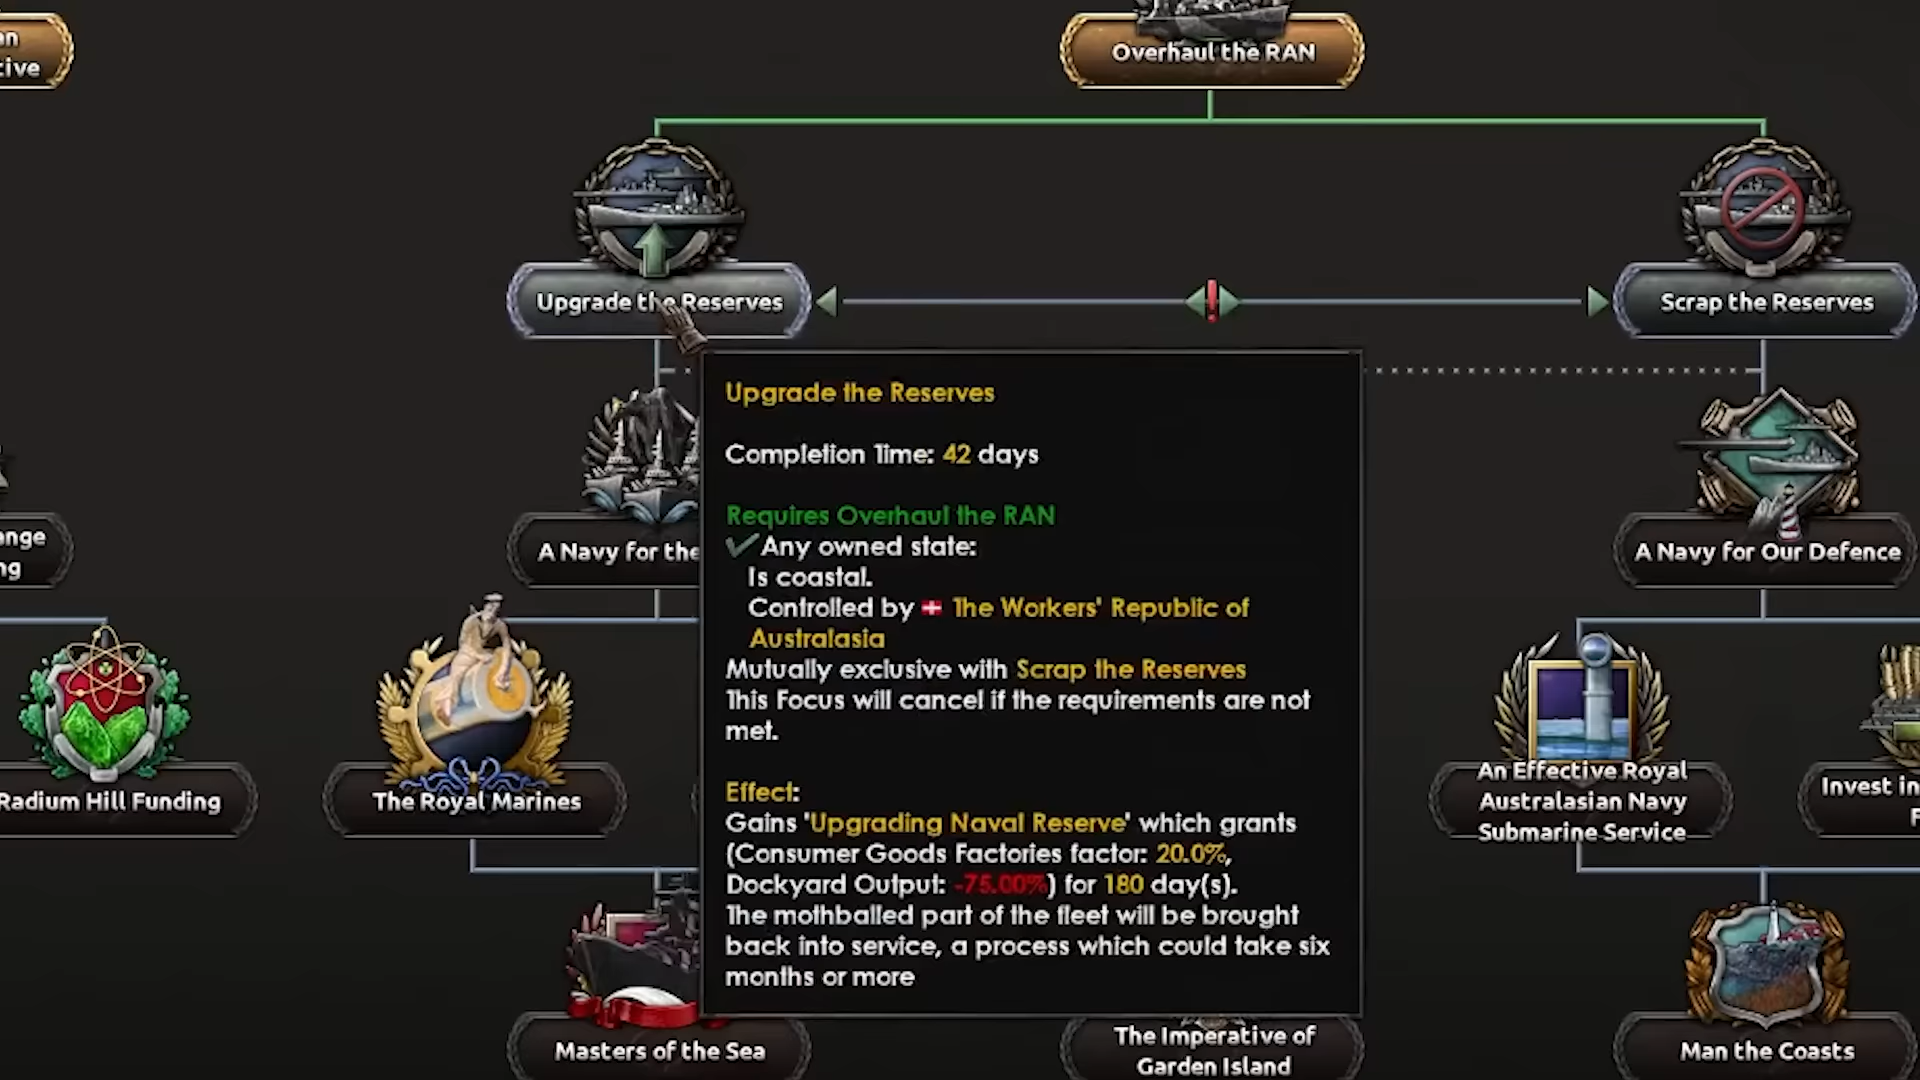 an
tive
Overhaul the RAN
Upgrade the Reserves
Scrap the Reserves
Upgrade the Reserves
Completion Time: 42 days
Requires Overhaul the RAN
Any owned state:
Is coastal.
Controlled by The Workers' Republic of
Australasia
Mutually exclusive with Scrap the Reserves
This Focus will cancel if the requirements are not
met.
Effect:
Gains 'Upgrading Naval Reserve' which grants
(Consumer Goods Factories factor: 20.0%,
Dockyard Output: -75.00%) for 180 day(s).
The mothballed part of the fleet will be brought
back into service, a process which could take six
months or more
ange
ng
A Navy for the
A Navy for Our Defence
Radium Hill Funding
The Royal Marines
An Effective Royal
Australasian Navy
Submarine Service
Invest in
F
Masters of the Sea
The Imperative of
Garden Island
Man the Coasts